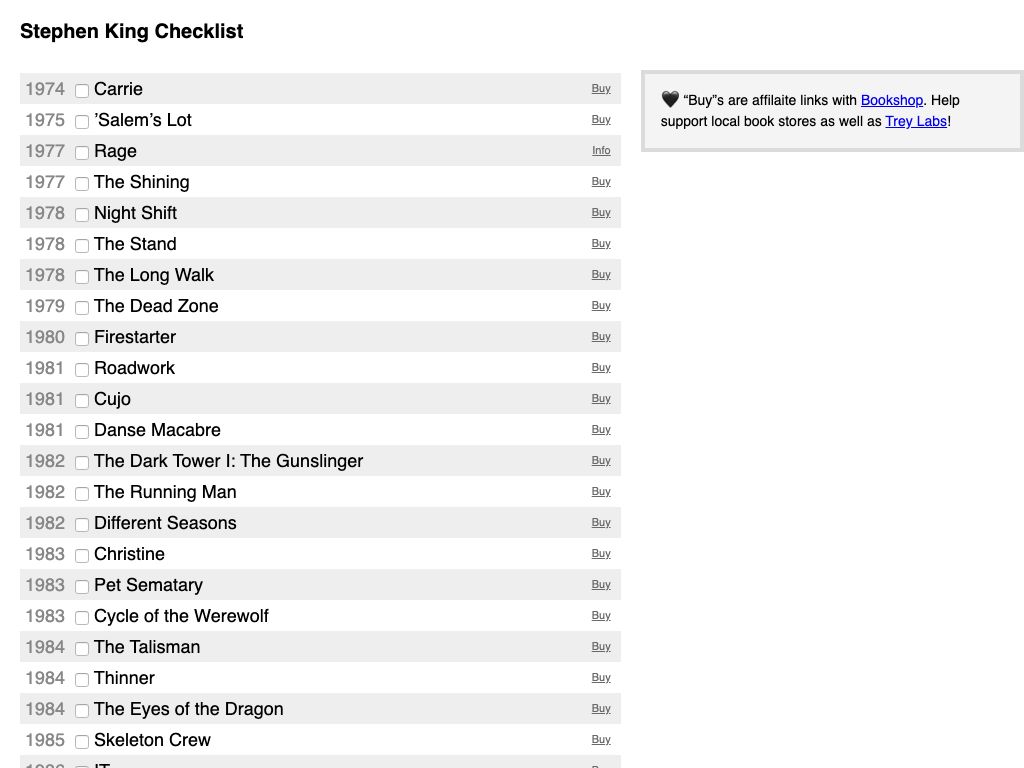 Stephen King Checklist
1974 Carrie Buy
1975 ’Salem’s Lot Buy
1977 Rage Info
1977 The Shining Buy
1978 Night Shift Buy
1978 The Stand Buy
1978 The Long Walk Buy
1979 The Dead Zone Buy
1980 Firestarter Buy
1981 Roadwork Buy
1981 Cujo Buy
1981 Danse Macabre Buy
1982 The Dark Tower I: The Gunslinger Buy
1982 The Running Man Buy
1982 Different Seasons Buy
1983 Christine Buy
1983 Pet Sematary Buy
1983 Cycle of the Werewolf Buy
1984 The Talisman Buy
1984 Thinner Buy
1984 The Eyes of the Dragon Buy
1985 Skeleton Crew Buy
🖤 “Buy”s are affilaite links with Bookshop. Help
support local book stores as well as Trey Labs!